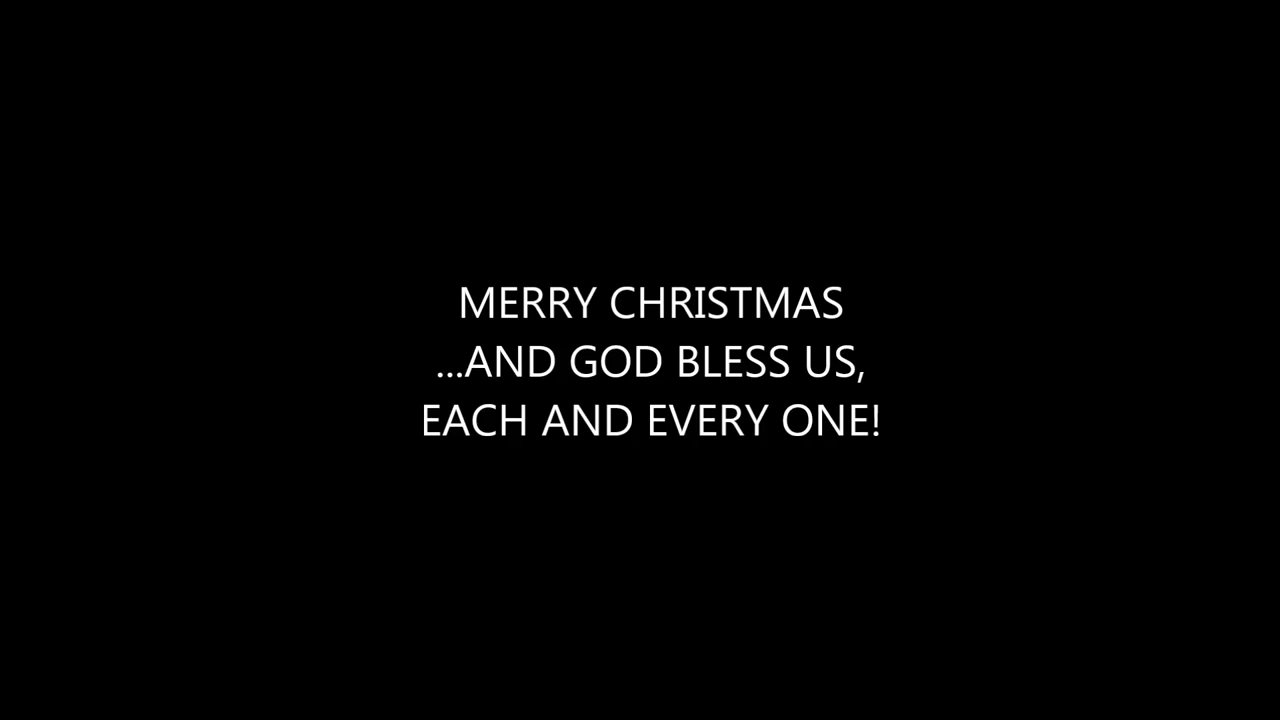 MERRY CHRISTMAS
...AND GOD BLESS US,
EACH AND EVERY ONE!